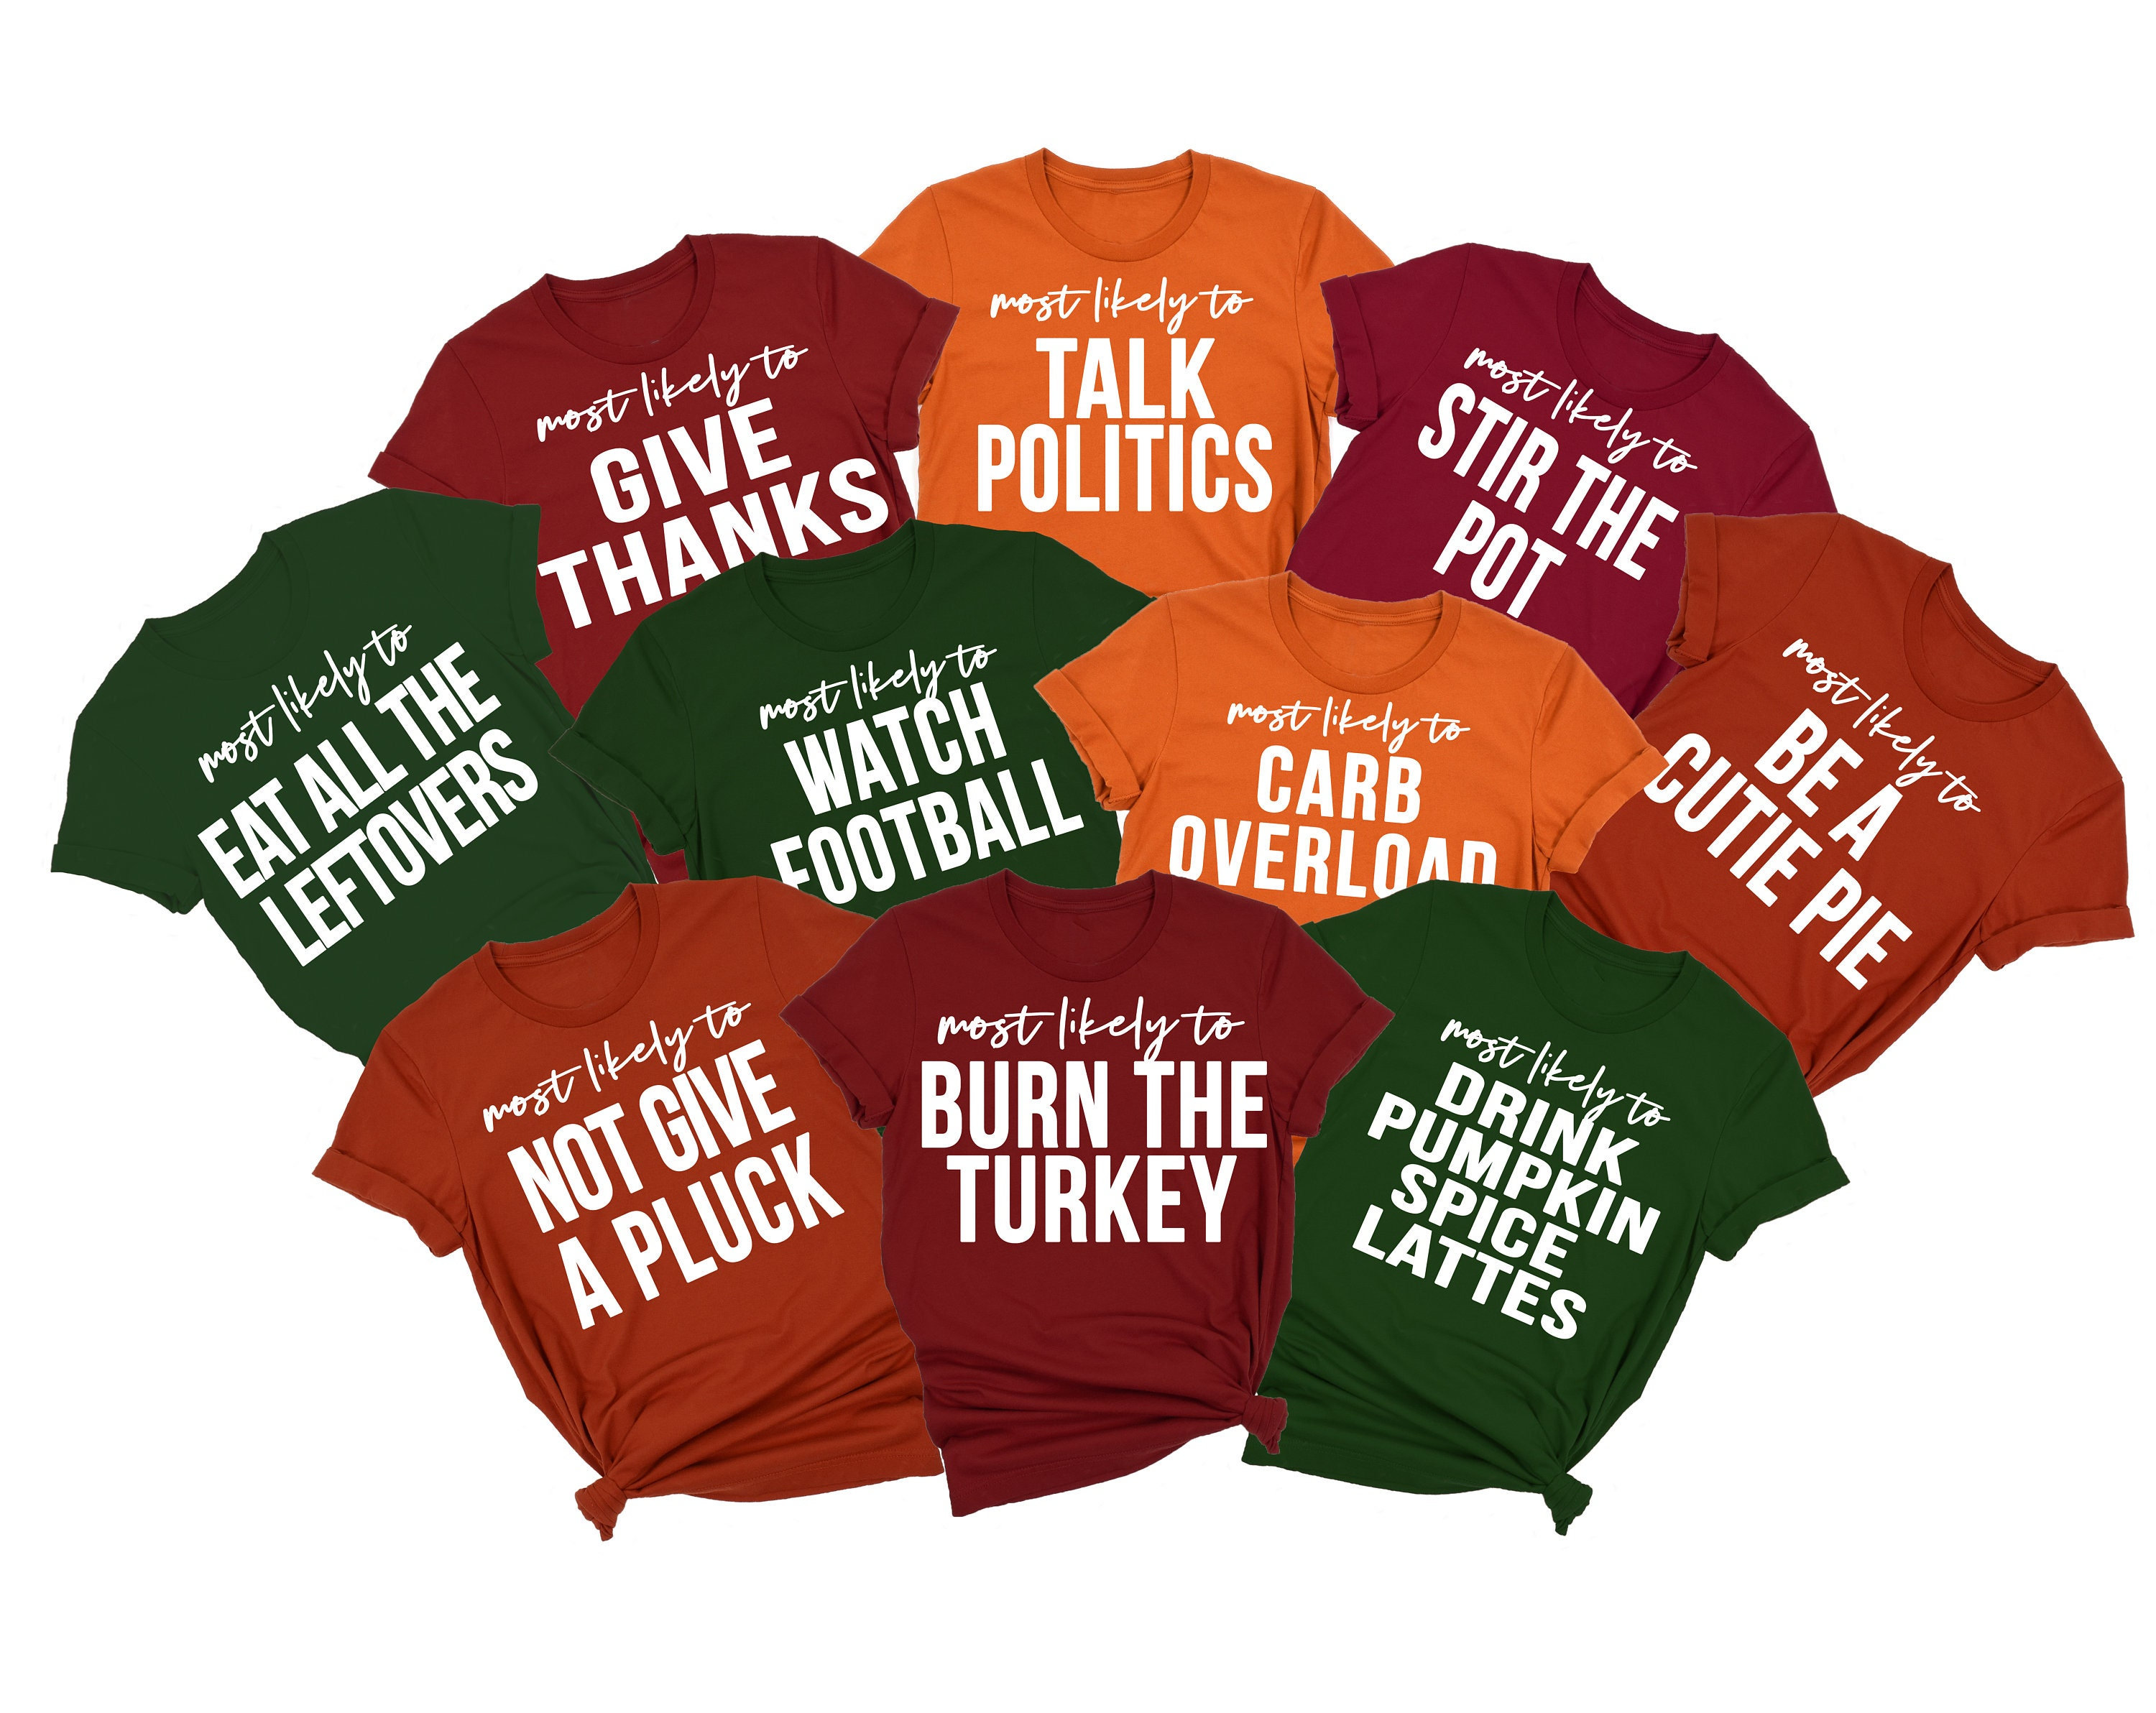 most likely to
TALK
POLITICS
most likely to
GIVE
THANKS
most likely to
STIR THE
POT
most likely to
EAT ALL THE
LEFTOVERS
most likely to
WATCH
FOOTBALL
most likely to
CARB
OVERLOAD
most likely to
BE A
CUTIE PIE
most likely to
NOT GIVE
A PLUCK
most likely to
BURN THE
TURKEY
most likely to
DRINK
PUMPKIN
SPICE
LATTES